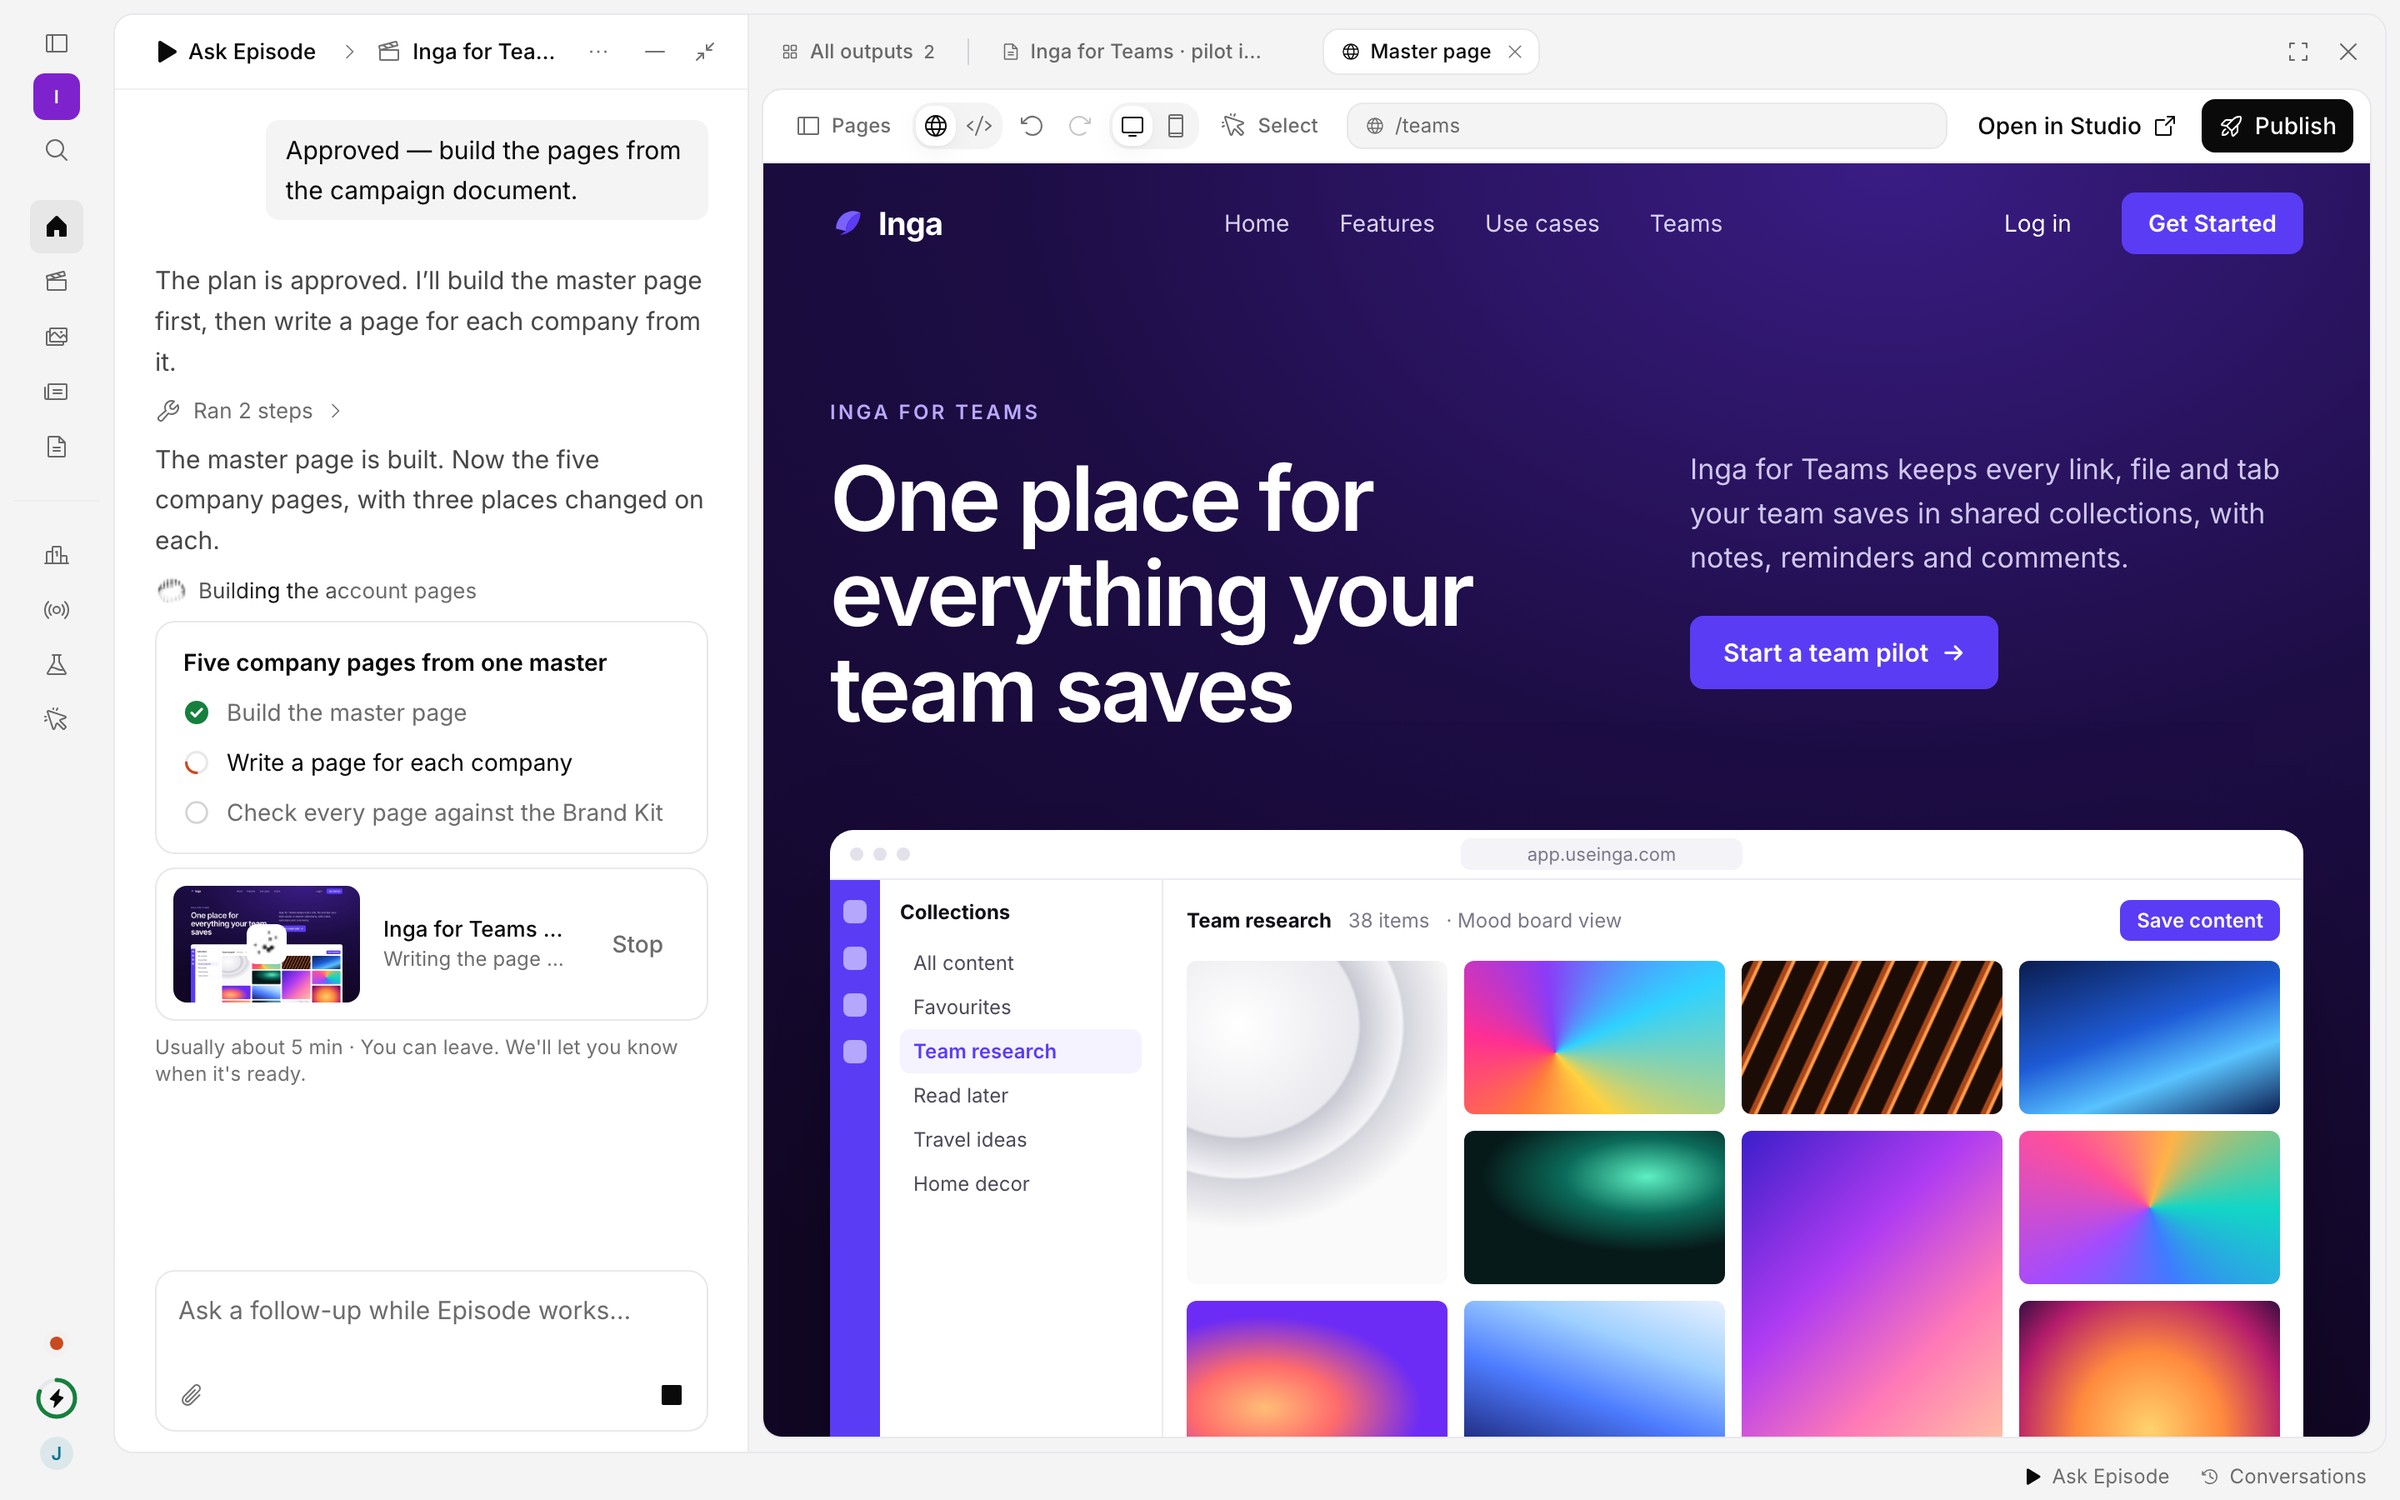 Ask Episode
Inga for Tea...
All outputs 2
Inga for Teams · pilot i...
Master page
I
Pages
Select
/teams
Open in Studio
Publish
Approved — build the pages from
the campaign document.
The plan is approved. I’ll build the master page
first, then write a page for each company from
it.
Ran 2 steps
The master page is built. Now the five
company pages, with three places changed on
each.
Building the account pages
Five company pages from one master
Build the master page
Write a page for each company
Check every page against the Brand Kit
One place for
everything your team
saves
Inga for Teams ...
Writing the page ...
Stop
Usually about 5 min · You can leave. We'll let you know
when it's ready.
Ask a follow-up while Episode works...
J
Inga
Home
Features
Use cases
Teams
Log in
Get Started
INGA FOR TEAMS
One place for
everything your
team saves
Inga for Teams keeps every link, file and tab
your team saves in shared collections, with
notes, reminders and comments.
Start a team pilot
app.useinga.com
Collections
All content
Favourites
Team research
Read later
Travel ideas
Home decor
Team research 38 items · Mood board view
Save content
Ask Episode
Conversations